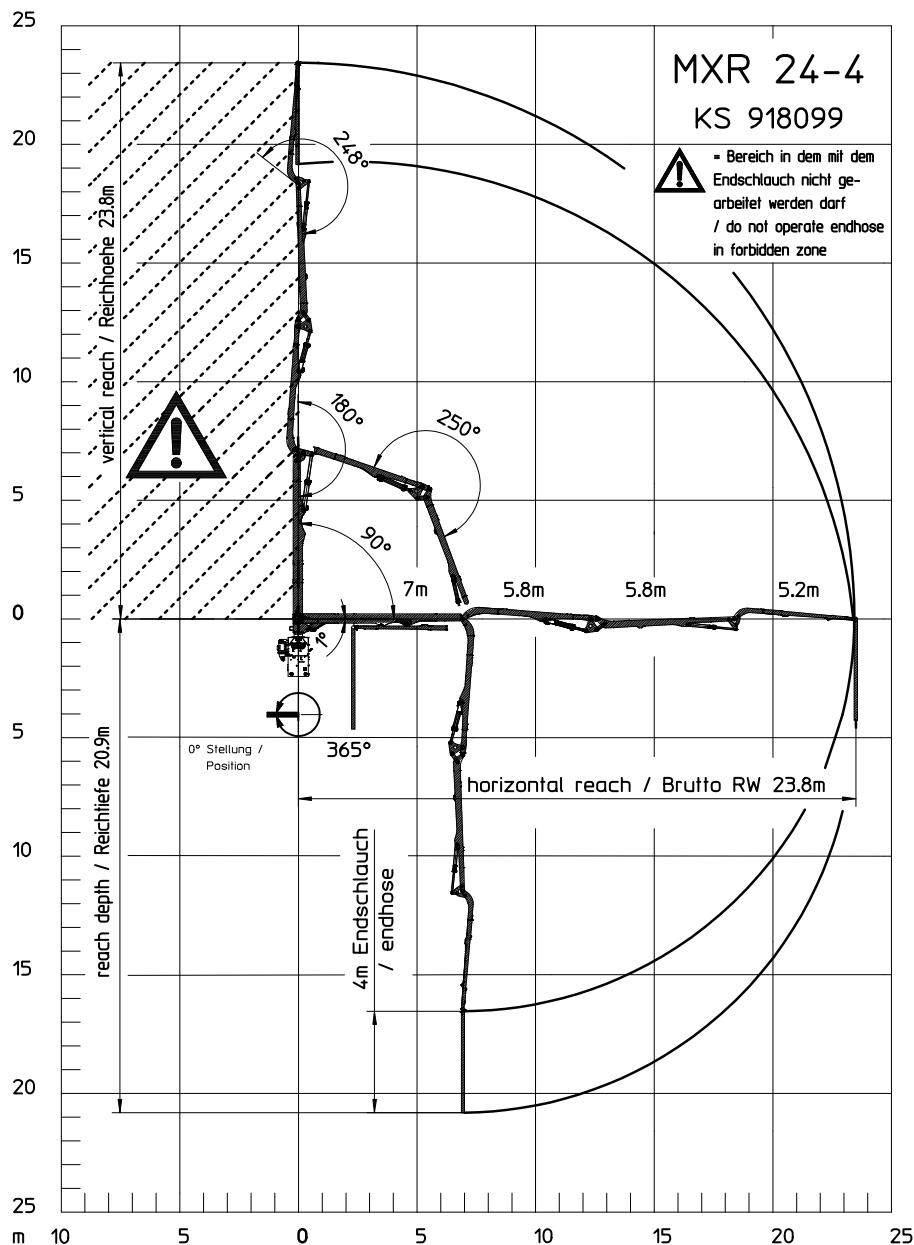 MXR 24-4
KS 918099
= Bereich in dem mit dem
Endschlauch nicht ge-
arbeitet werden darf
/ do not operate endhose
in forbidden zone
25
20
15
10
5
0
5
10
15
20
25
m
10
5
0
5
10
15
20
25
vertical reach / Reichhoehe 23.8m
reach depth / Reichtiefe 20.9m
248°
180°
250°
90°
7m
5.8m
5.8m
5.2m
1°
0° Stellung /
Position
365°
horizontal reach / Brutto RW 23.8m
4m Endschlauch
/ endhose